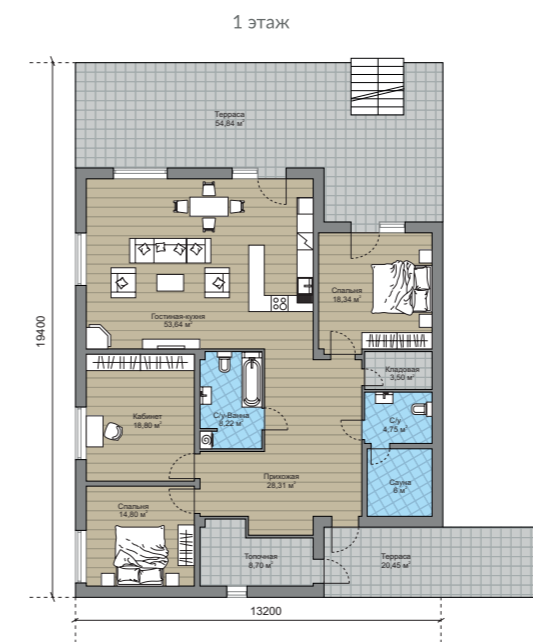 1 этаж
Терраса
54,84 м²
19400
Гостиная-кухня
53,64 м²
Спальня
18,34 м²
Кладовая
3,50 м²
Кабинет
18,80 м²
С/у-Ванна
8,22 м²
С/у
4,75 м²
Прихожая
28,31 м²
Сауна
6 м²
Спальня
14,80 м²
Топочная
8,70 м²
Терраса
20,45 м²
13200